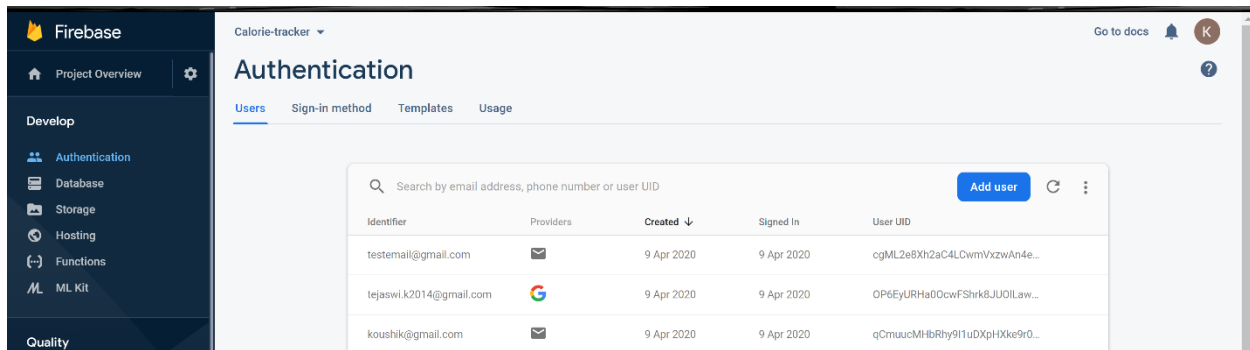 Firebase
Project Overview
Develop
Authentication
Database
Storage
Hosting
Functions
ML Kit
Quality
Calorie-tracker
Go to docs
K
Authentication
Users Sign-in method Templates Usage
Search by email address, phone number or user UID
Add user
Identifier Providers Created Signed In User UID
testemail@gmail.com 9 Apr 2020 9 Apr 2020 cgML2e8Xh2aC4LCwmVxzwAn4e...
tejaswi.k2014@gmail.com 9 Apr 2020 9 Apr 2020 OP6EyURHa0OcwFShrk8JUOlLaw...
koushik@gmail.com 9 Apr 2020 9 Apr 2020 qCmuucMHbRhy9I1uDXpHXke9r0...